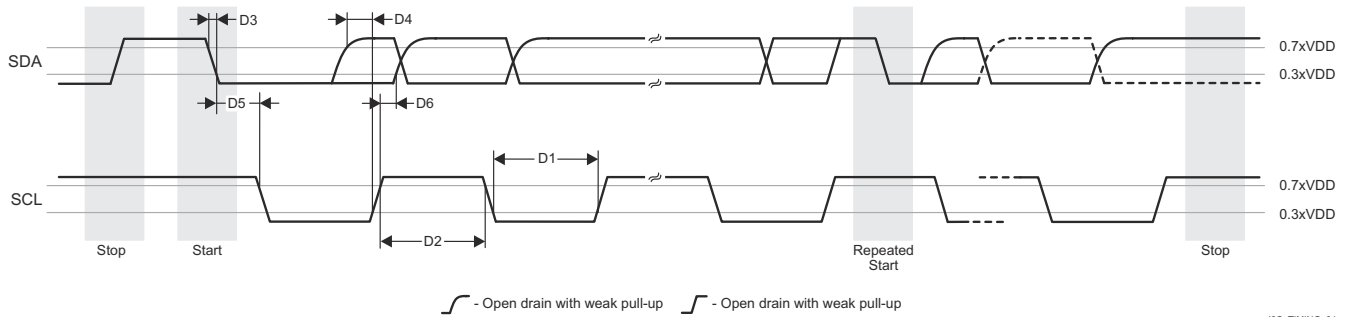 D3
D4
SDA
0.7xVDD
0.3xVDD
D5
D6
D1
SCL
0.7xVDD
0.3xVDD
D2
Stop
Start
Repeated
Start
Stop
- Open drain with weak pull-up
- Open drain with weak pull-up